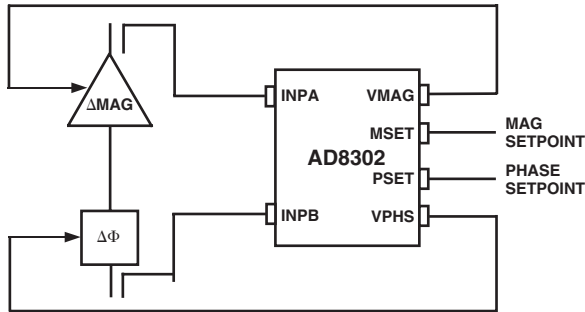 ΔMAG
INPA
VMAG
MSET
MAG
SETPOINT
AD8302
PSET
PHASE
SETPOINT
INPB
VPHS
ΔΦ